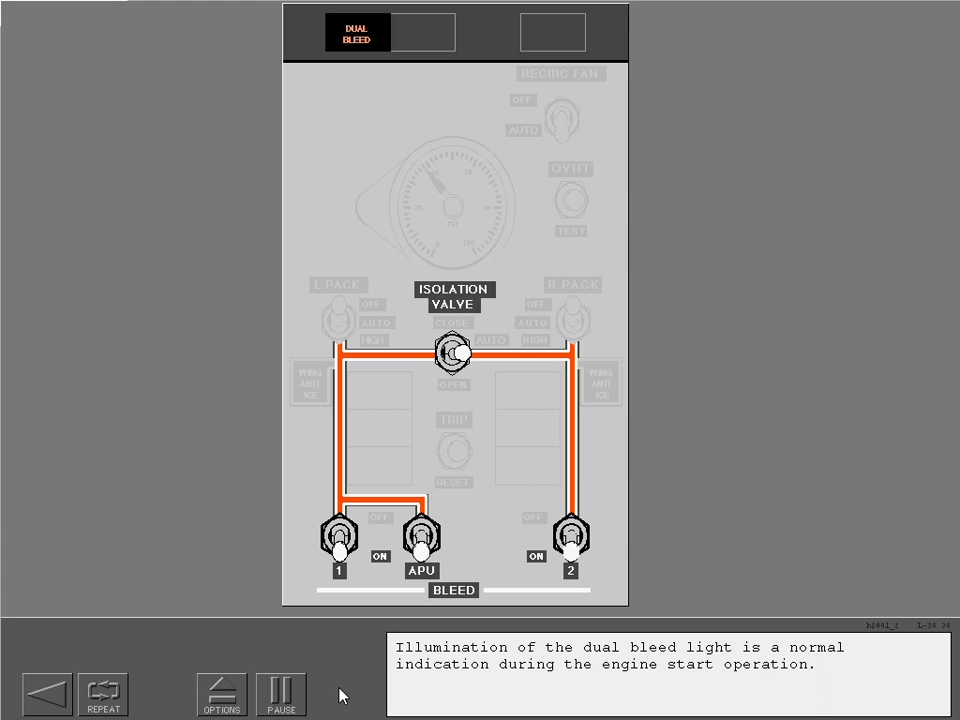 DUAL
BLEED
RECIRC FAN
OFF
AUTO
OVHT
TEST
L PACK
R PACK
ISOLATION
VALVE
OFF
AUTO
HIGH
CLOSE
AUTO
OPEN
OFF
AUTO
HIGH
WING
ANTI
ICE
WING
ANTI
ICE
TRIP
RESET
OFF
OFF
ON
ON
1
APU
2
BLEED
Illumination of the dual bleed light is a normal
indication during the engine start operation.
REPEAT
OPTIONS
PAUSE